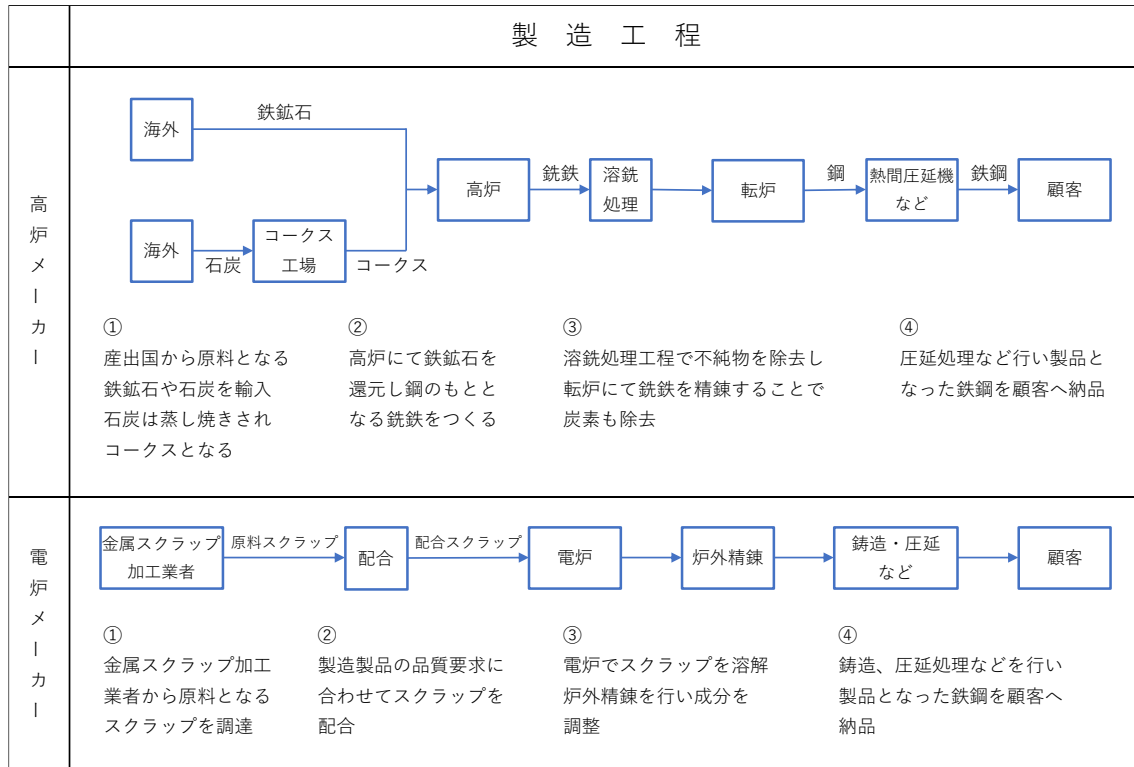 製 造 工 程
高炉メーカー
海外
鉄鉱石
海外
石炭
コークス
工場
コークス
高炉
銑鉄
溶銑
処理
転炉
鋼
熱間圧延機
など
鉄鋼
顧客
①
産出国から原料となる
鉄鉱石や石炭を輸入
石炭は蒸し焼きされ
コークスとなる
②
高炉にて鉄鉱石を
還元し鋼のもとと
なる銑鉄をつくる
③
溶銑処理工程で不純物を除去し
転炉にて銑鉄を精錬することで
炭素も除去
④
圧延処理など行い製品と
なった鉄鋼を顧客へ納品
電炉メーカー
金属スクラップ
加工業者
原料スクラップ
配合
配合スクラップ
電炉
炉外精錬
鋳造・圧延
など
顧客
①
金属スクラップ加工
業者から原料となる
スクラップを調達
②
製造製品の品質要求に
合わせてスクラップを
配合
③
電炉でスクラップを溶解
炉外精錬を行い成分を
調整
④
鋳造、圧延処理などを行い
製品となった鉄鋼を顧客へ
納品